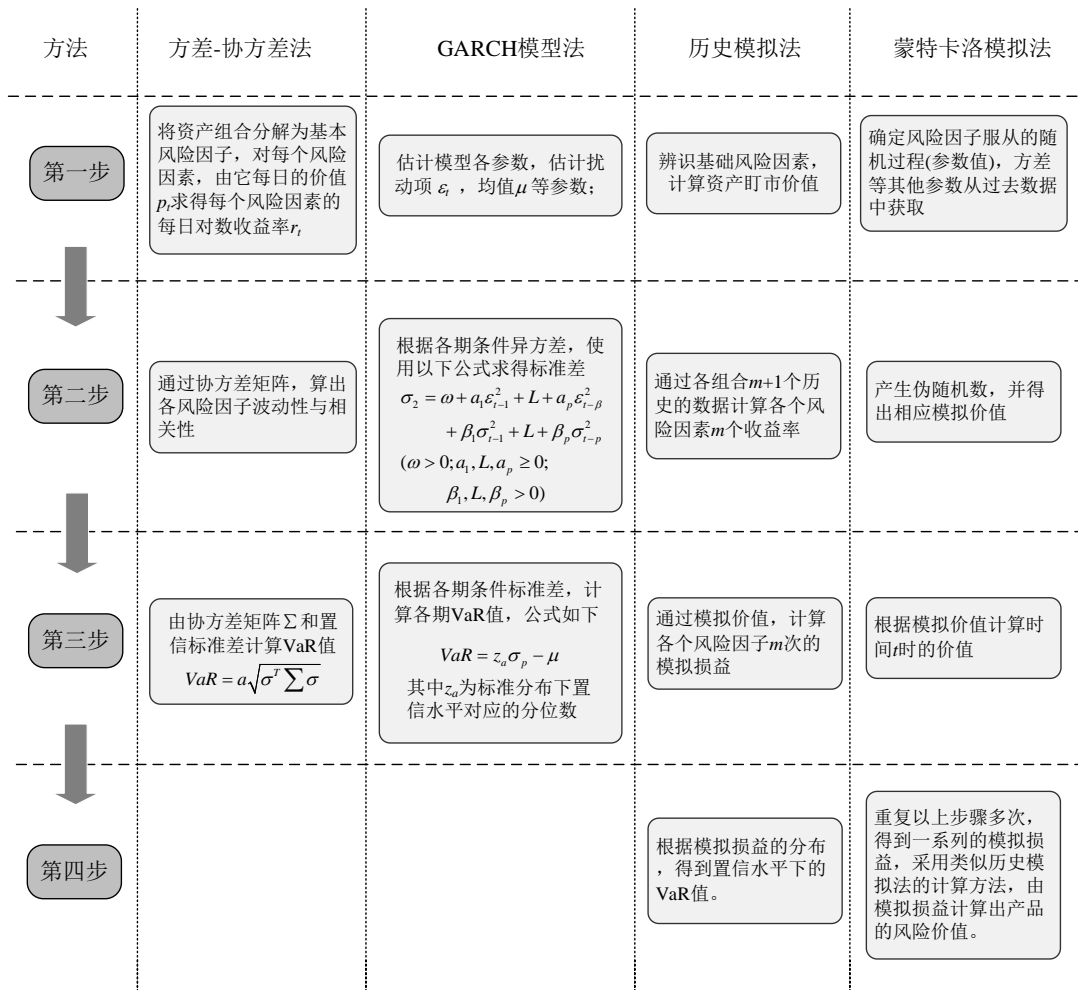 方法
方差-协方差法
GARCH模型法
历史模拟法
蒙特卡洛模拟法
第一步
将资产组合分解为基本
风险因子，对每个风险
因素，由它每日的价值
pₜ求得每个风险因素的
每日对数收益率rₜ
估计模型各参数，估计扰
动项 εₜ ，均值μ 等参数；
辨识基础风险因素，
计算资产盯市价值
确定风险因子服从的随
机过程(参数值)，方差
等其他参数从过去数据
中获取
第二步
通过协方差矩阵，算出
各风险因子波动性与相
关性
根据各期条件异方差，使
用以下公式求得标准差
σ₂ = ω + a₁ε²ₜ₋₁ + L + aₚε²ₜ₋ᵦ
+ β₁σ²ₜ₋₁ + L + βₚσ²ₜ₋ₚ
(ω > 0; a₁, L, aₚ ≥ 0;
β₁, L, βₚ > 0)
通过各组合m+1个历
史的数据计算各个风
险因素m个收益率
产生伪随机数，并得
出相应模拟价值
第三步
由协方差矩阵Σ和置
信标准差计算VaR值
VaR = a√(σᵀ∑σ)
根据各期条件标准差，计
算各期VaR值，公式如下
VaR = zₐσₚ − μ
其中zₐ为标准分布下置
信水平对应的分位数
通过模拟价值，计算
各个风险因子m次的
模拟损益
根据模拟价值计算时
间t时的价值
第四步
根据模拟损益的分布
，得到置信水平下的
VaR值。
重复以上步骤多次，
得到一系列的模拟损
益，采用类似历史模
拟法的计算方法，由
模拟损益计算出产品
的风险价值。